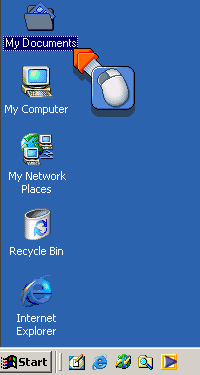 My Documents
My Computer
My Network
Places
Recycle Bin
Internet
Explorer
Start